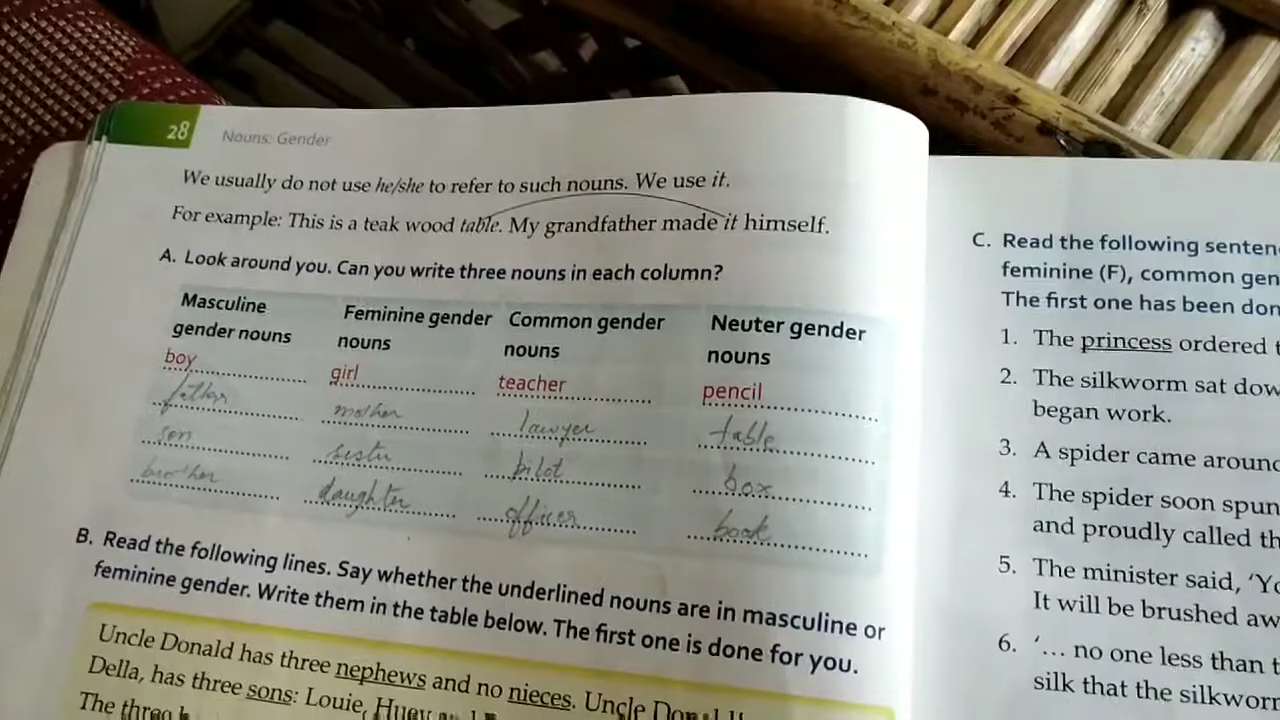 28 Nouns: Gender
We usually do not use he/she to refer to such nouns. We use it.
For example: This is a teak wood table. My grandfather made it himself.
A. Look around you. Can you write three nouns in each column?
Masculine gender nouns
Feminine gender nouns
Common gender nouns
Neuter gender nouns
boy girl teacher pencil
father mother lawyer table
son sister pilot box
brother daughter officer book
B. Read the following lines. Say whether the underlined nouns are in masculine or
feminine gender. Write them in the table below. The first one is done for you.
Uncle Donald has three nephews and no nieces. Uncle
Della, has three sons: Louie, Huey
The three
C. Read the following senten
feminine (F), common gen
The first one has been don
1. The princess ordered t
2. The silkworm sat dow
began work.
3. A spider came around
4. The spider soon spun
and proudly called th
5. The minister said, ‘Yo
It will be brushed aw
6. ‘... no one less than t
silk that the silkworm